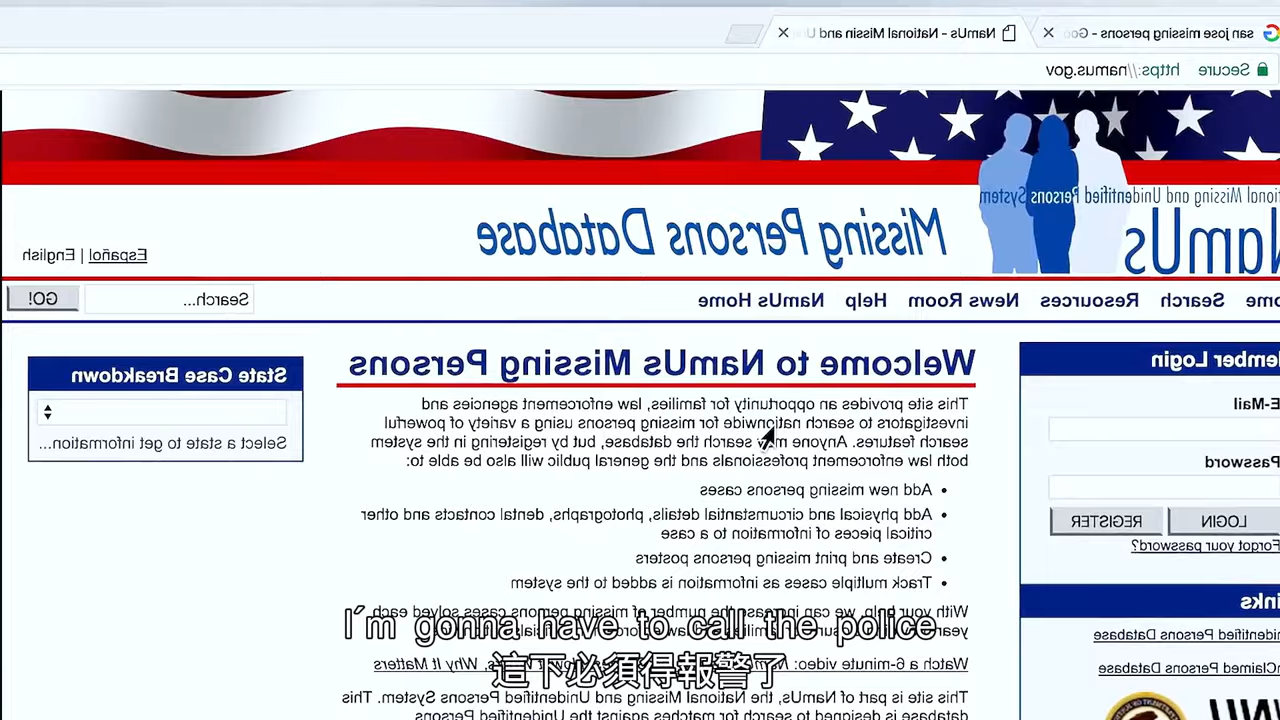 san jose missing persons - Go
NamUs - National Missin and U
Secure https://namus.gov
National Missing and Unidentified Persons System
NamUs
Missing Persons Database
Español | English
Home Search Resources News Room Help NamUs Home
Search...
GO!
Member Login
E-Mail
Password
LOGIN REGISTER
Forgot your password?
Links
Unidentified Persons Database
UnClaimed Persons Database
Welcome to NamUs Missing Persons
This site provides an opportunity for families, law enforcement agencies and
investigators to search nationwide for missing persons using a variety of powerful
search features. Anyone may search the database, but by registering in the system
both law enforcement professionals and the general public will also be able to:
• Add new missing persons cases
• Add physical and circumstantial details, photographs, dental contacts and other
critical pieces of information to a case
• Create and print missing persons posters
• Track multiple cases as information is added to the system
With your help, we can increase the number of missing persons cases solved each
year
Watch a 6-minute video: Why It Matters
This site is part of NamUs, the National Missing and Unidentified Persons System. This
database is designed to search for matches against the Unidentified Persons
State Case Breakdown
Select a state to get information...
I´m gonna have to call the police
這下必須得報警了